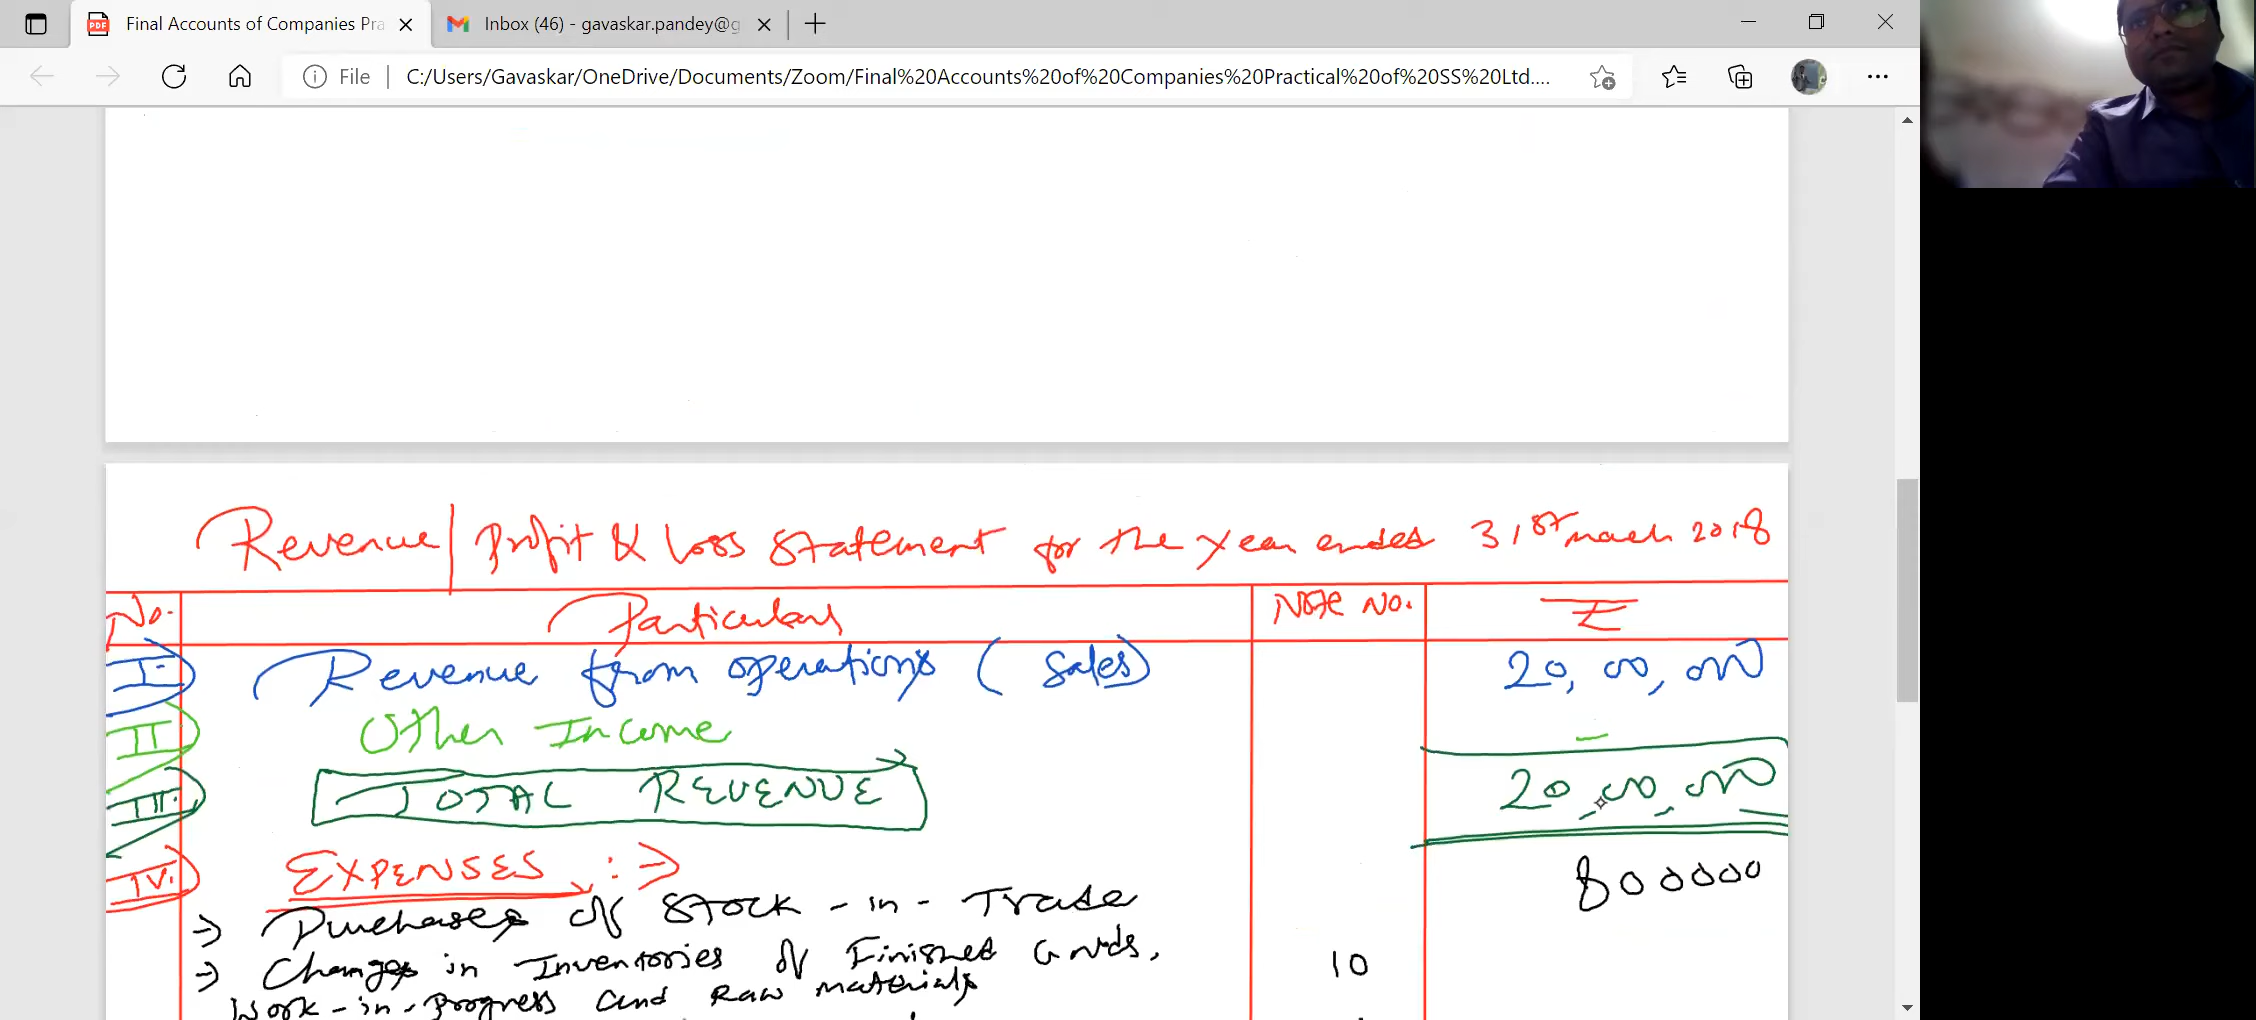 Final Accounts of Companies Pra
Inbox (46) - gavaskar.pandey@g
File
C:/Users/Gavaskar/OneDrive/Documents/Zoom/Final%20Accounts%20of%20Companies%20Practical%20of%20SS%20Ltd....
Revenue/Profit & Loss Statement for the Year ended 31st march 2018
No. Particulars Note No. ₹
I. Revenue from operations (Sales) 20,00,000
II Other Income -
III. TOTAL REVENUE 20,00,000
IV. EXPENSES :→
800000
→ Purchases of Stock-in-Trade
→ Changes in Inventories of Finished Goods, 10
Work-in-Progress and Raw materials